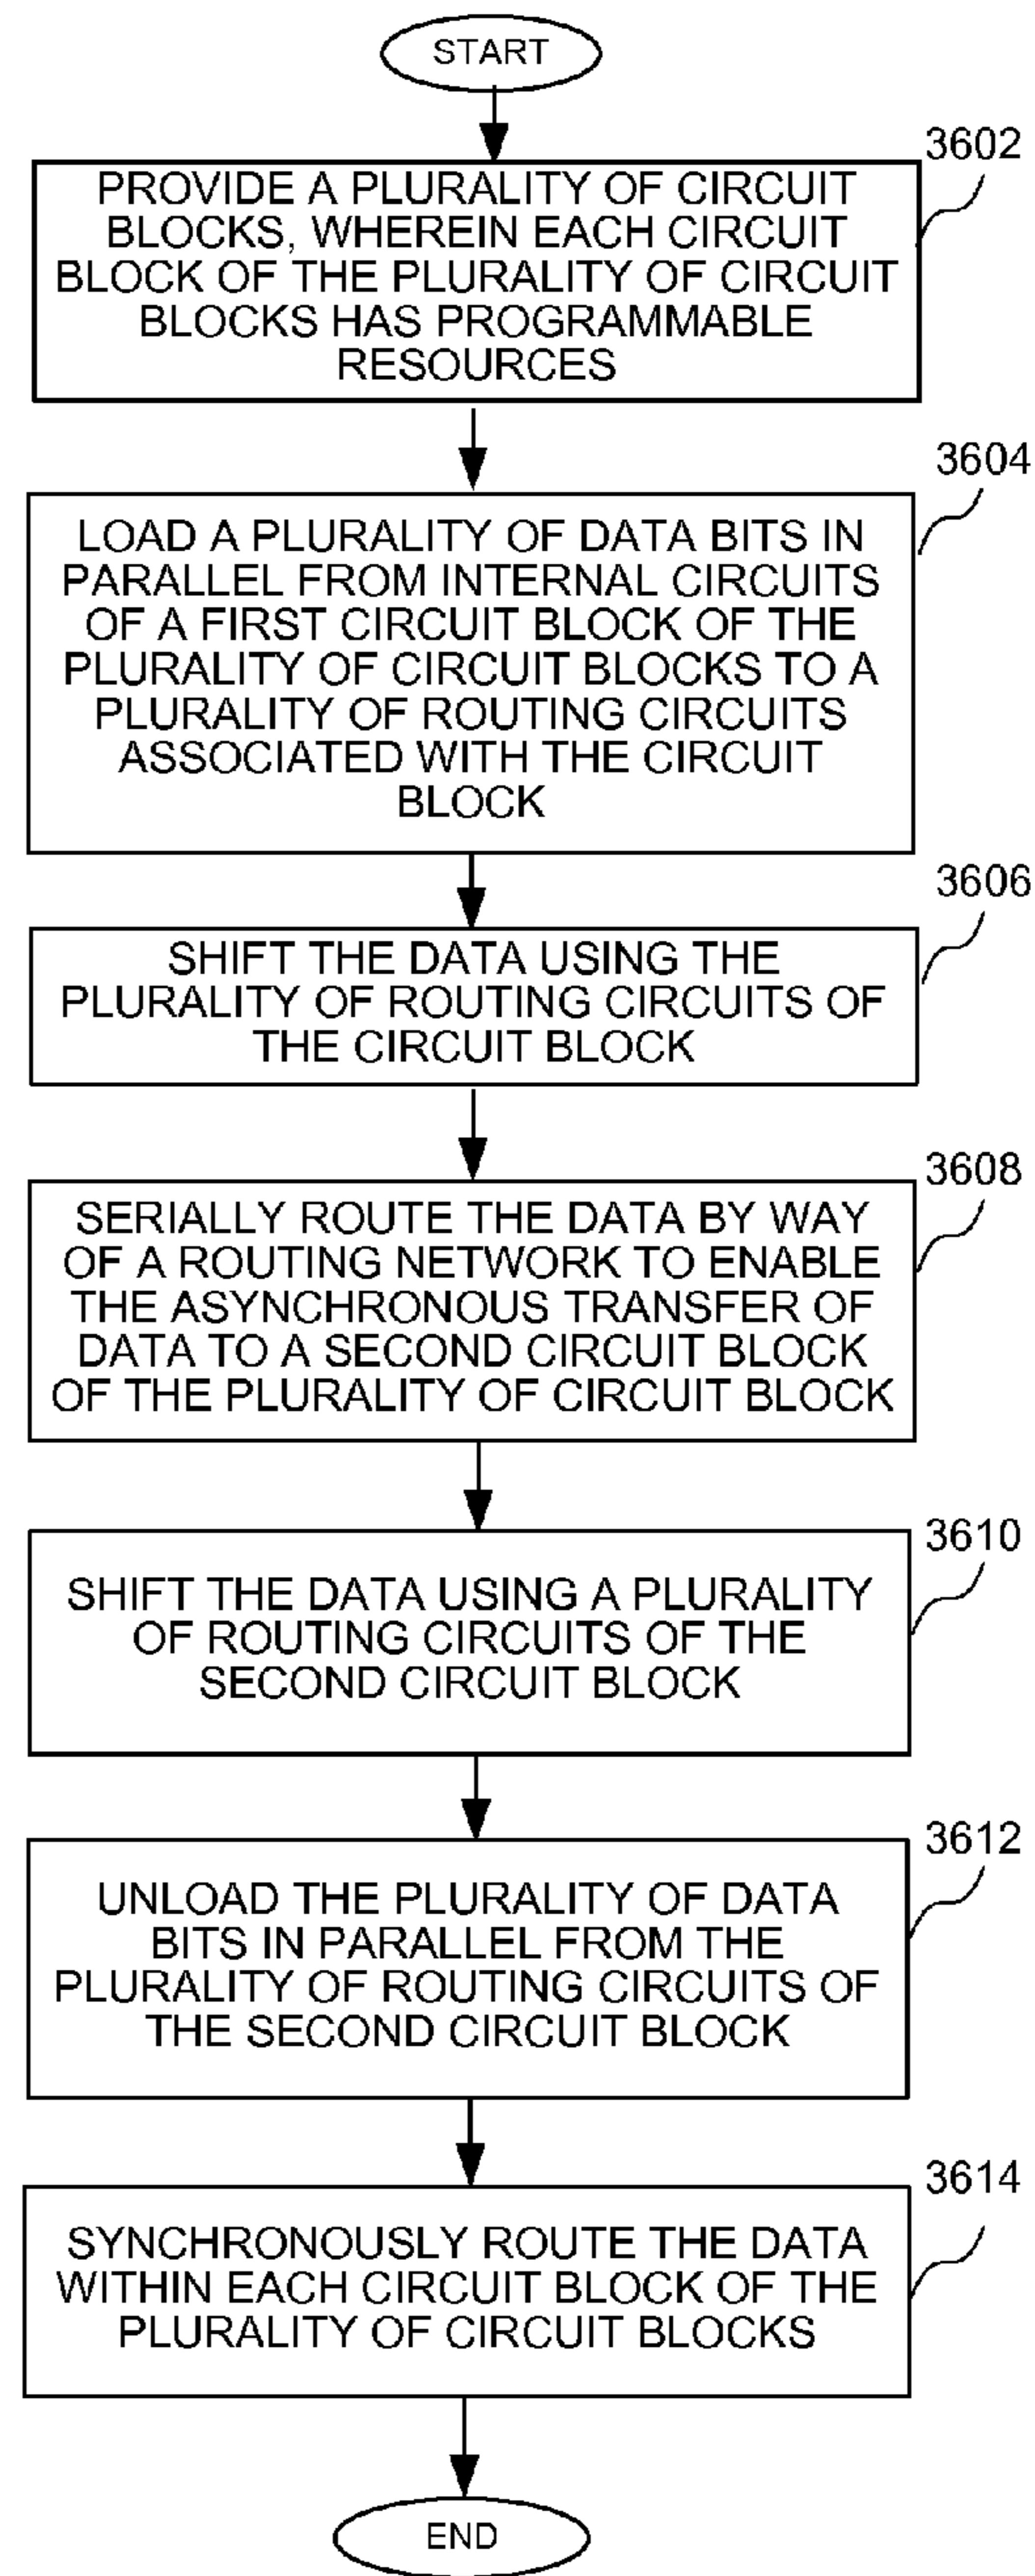 START
3602
PROVIDE A PLURALITY OF CIRCUIT
BLOCKS, WHEREIN EACH CIRCUIT
BLOCK OF THE PLURALITY OF CIRCUIT
BLOCKS HAS PROGRAMMABLE
RESOURCES
3604
LOAD A PLURALITY OF DATA BITS IN
PARALLEL FROM INTERNAL CIRCUITS
OF A FIRST CIRCUIT BLOCK OF THE
PLURALITY OF CIRCUIT BLOCKS TO A
PLURALITY OF ROUTING CIRCUITS
ASSOCIATED WITH THE CIRCUIT
BLOCK
3606
SHIFT THE DATA USING THE
PLURALITY OF ROUTING CIRCUITS OF
THE CIRCUIT BLOCK
3608
SERIALLY ROUTE THE DATA BY WAY
OF A ROUTING NETWORK TO ENABLE
THE ASYNCHRONOUS TRANSFER OF
DATA TO A SECOND CIRCUIT BLOCK
OF THE PLURALITY OF CIRCUIT BLOCK
3610
SHIFT THE DATA USING A PLURALITY
OF ROUTING CIRCUITS OF THE
SECOND CIRCUIT BLOCK
3612
UNLOAD THE PLURALITY OF DATA
BITS IN PARALLEL FROM THE
PLURALITY OF ROUTING CIRCUITS OF
THE SECOND CIRCUIT BLOCK
3614
SYNCHRONOUSLY ROUTE THE DATA
WITHIN EACH CIRCUIT BLOCK OF THE
PLURALITY OF CIRCUIT BLOCKS
END